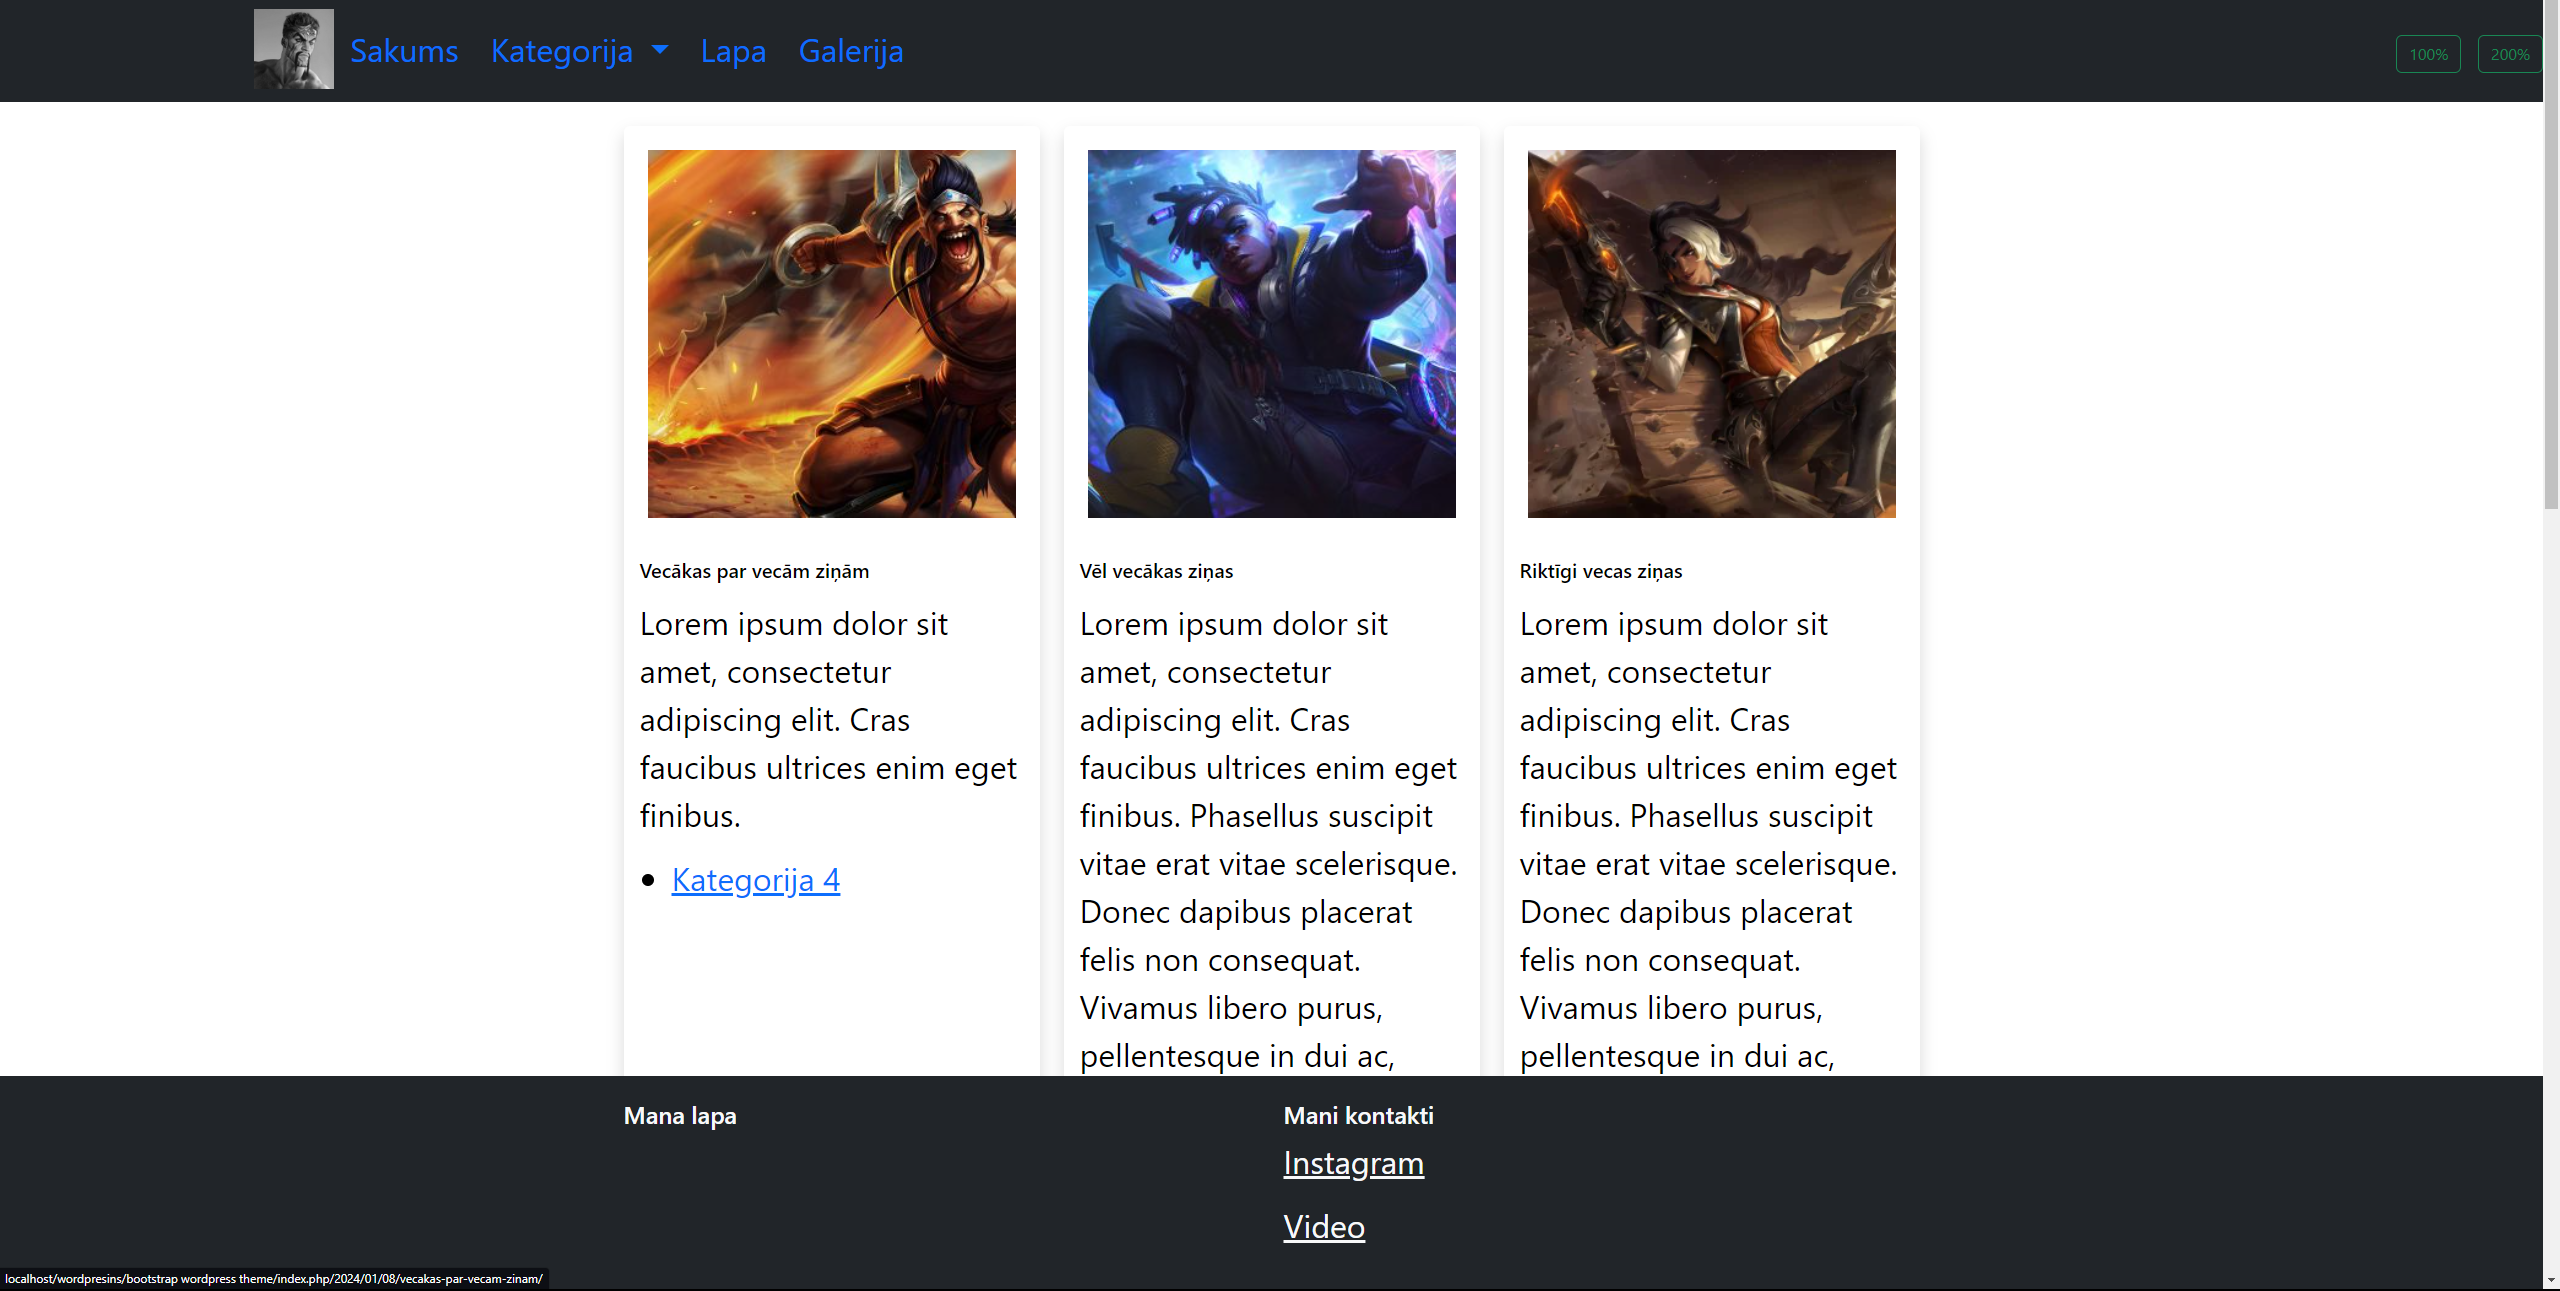 Sakums Kategorija Lapa Galerija 100% 200%
Vecākas par vecām ziņām
Lorem ipsum dolor sit
amet, consectetur
adipiscing elit. Cras
faucibus ultrices enim eget
finibus.
Kategorija 4
Vēl vecākas ziņas
Lorem ipsum dolor sit
amet, consectetur
adipiscing elit. Cras
faucibus ultrices enim eget
finibus. Phasellus suscipit
vitae erat vitae scelerisque.
Donec dapibus placerat
felis non consequat.
Vivamus libero purus,
pellentesque in dui ac,
Riktīgi vecas ziņas
Lorem ipsum dolor sit
amet, consectetur
adipiscing elit. Cras
faucibus ultrices enim eget
finibus. Phasellus suscipit
vitae erat vitae scelerisque.
Donec dapibus placerat
felis non consequat.
Vivamus libero purus,
pellentesque in dui ac,
Mana lapa
Mani kontakti
Instagram
Video
localhost/wordpresins/bootstrap wordpress theme/index.php/2024/01/08/vecakas-par-vecam-zinam/